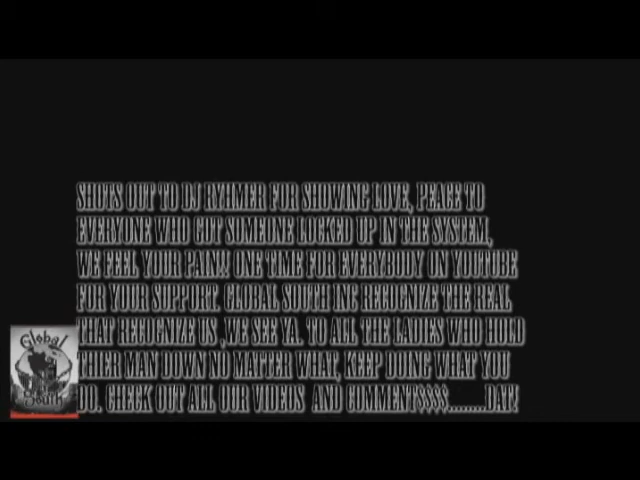 SHOTS OUT TO DJ RYHMER FOR SHOWING LOVE, PEACE TO
EVERYONE WHO GOT SOMEONE LOCKED UP IN THE SYSTEM,
WE FEEL YOUR PAIN!! ONE TIME FOR EVERYBODY ON YOUTUBE
FOR YOUR SUPPORT. GLOBAL SOUTH INC RECOGNIZE THE REAL
THAT RECOGNIZE US ,WE SEE YA. TO ALL THE LADIES WHO HOLD
THIER MAN DOWN NO MATTER WHAT, KEEP DOING WHAT YOU
DO. CHECK OUT ALL OUR VIDEOS AND COMMENT$$$$........DAT!
Global
South